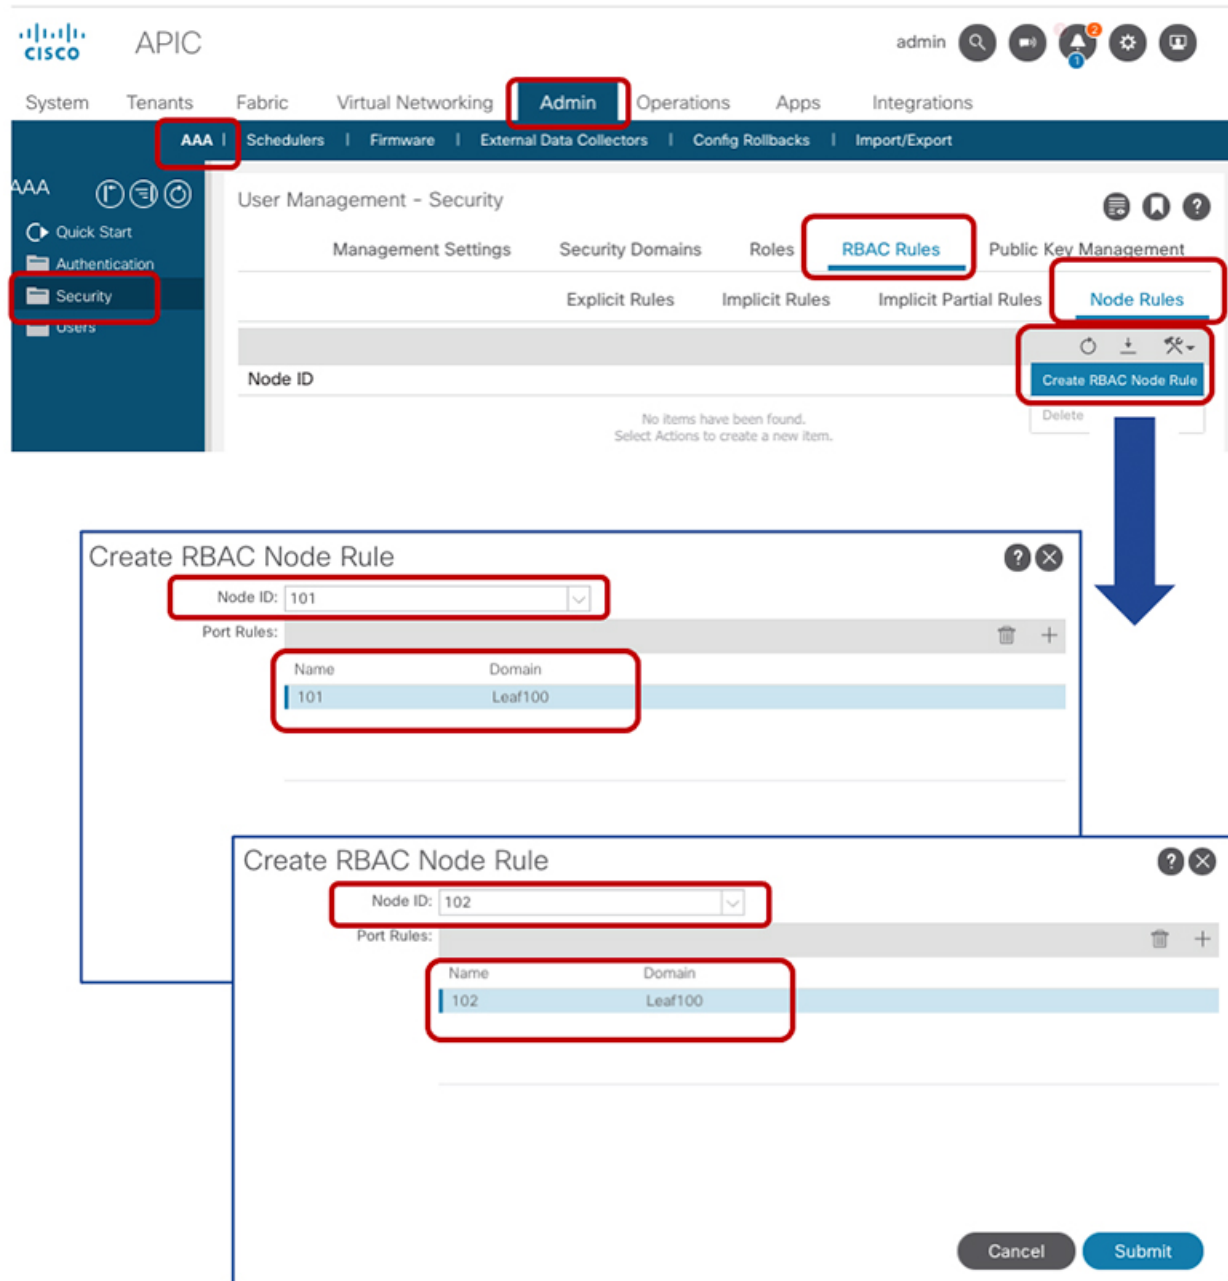 cisco APIC admin 2 1
System Tenants Fabric Virtual Networking Admin Operations Apps Integrations
AAA | Schedulers | Firmware | External Data Collectors | Config Rollbacks | Import/Export
AAA
Quick Start
Authentication
Security
Users
User Management - Security
Management Settings Security Domains Roles RBAC Rules Public Key Management
Explicit Rules Implicit Rules Implicit Partial Rules Node Rules
Node ID
Create RBAC Node Rule
Delete
No items have been found.
Select Actions to create a new item.
Create RBAC Node Rule
Node ID: 101
Port Rules:
Name Domain
101 Leaf100
Create RBAC Node Rule
Node ID: 102
Port Rules:
Name Domain
102 Leaf100
Cancel Submit